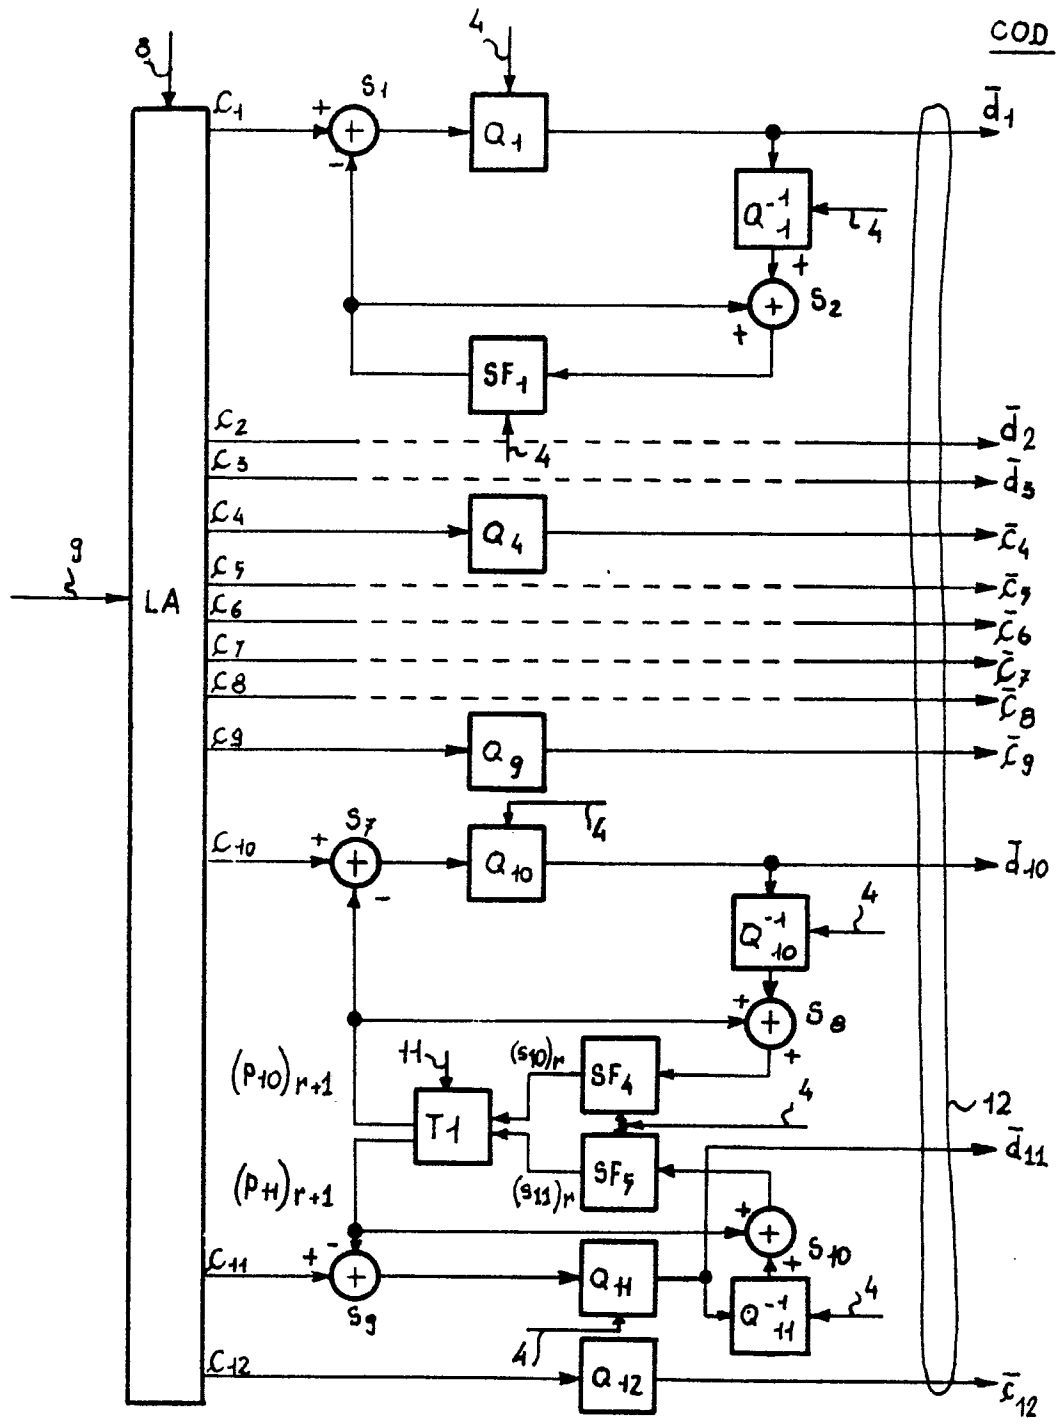 COD
8
4
C1
+
S1
+
-
Q1
d̄1
Q1^-1
4
+
+
S2
+
SF1
4
C2
d̄2
C3
d̄3
C4
Q4
c̄4
9
LA
C5
c̄5
C6
c̄6
C7
c̄7
C8
c̄8
C9
Q9
c̄9
4
C10
+
S7
+
-
Q10
d̄10
Q10^-1
4
+
+
S8
+
(p10)r+1
11
(s10)r
SF4
T1
4
12
d̄11
(p11)r+1
(s11)r
SF5
+
+
S10
+
C11
+
-
+
S9
Q11
4
Q11^-1
4
C12
Q12
c̄12